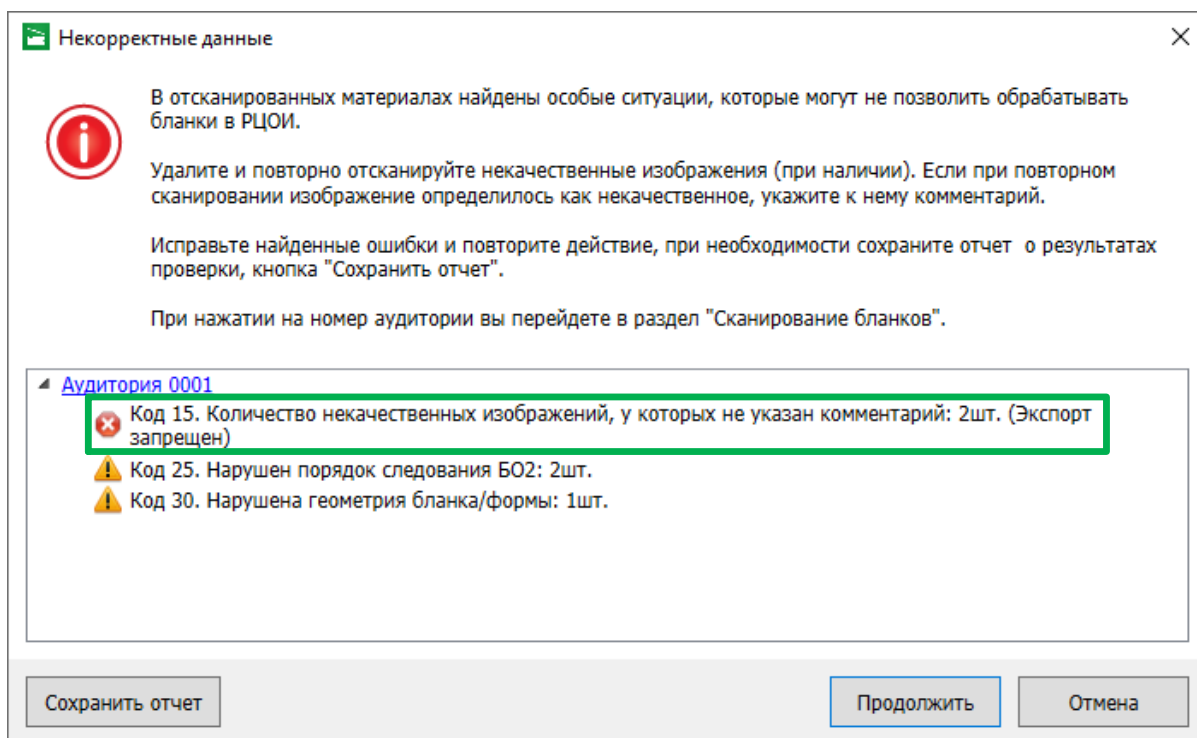 Некорректные данные
В отсканированных материалах найдены особые ситуации, которые могут не позволить обрабатывать
бланки в РЦОИ.
Удалите и повторно отсканируйте некачественные изображения (при наличии). Если при повторном
сканировании изображение определилось как некачественное, укажите к нему комментарий.
Исправьте найденные ошибки и повторите действие, при необходимости сохраните отчет  о результатах
проверки, кнопка "Сохранить отчет".
При нажатии на номер аудитории вы перейдете в раздел "Сканирование бланков".
Аудитория 0001
Код 15. Количество некачественных изображений, у которых не указан комментарий: 2шт. (Экспорт
запрещен)
Код 25. Нарушен порядок следования БО2: 2шт.
Код 30. Нарушена геометрия бланка/формы: 1шт.
Сохранить отчет
Продолжить
Отмена